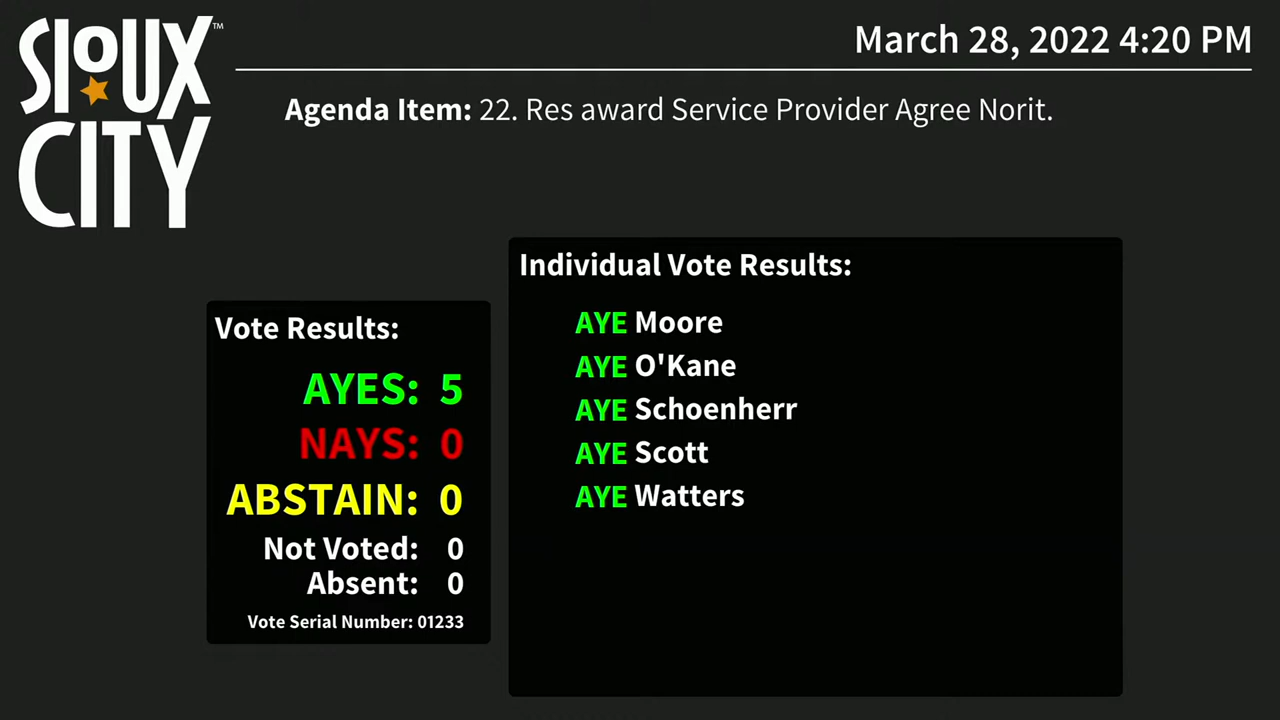 SIOUX™
CITY
March 28, 2022 4:20 PM
Agenda Item: 22. Res award Service Provider Agree Norit.
Vote Results:
AYES: 5
NAYS: 0
ABSTAIN: 0
Not Voted: 0
Absent: 0
Vote Serial Number: 01233
Individual Vote Results:
AYE Moore
AYE O'Kane
AYE Schoenherr
AYE Scott
AYE Watters